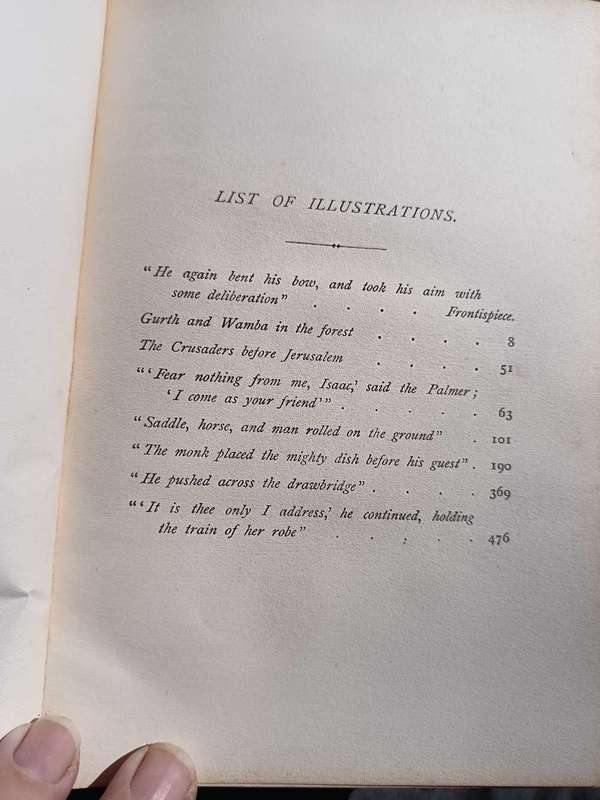 LIST OF ILLUSTRATIONS.
"He again bent his bow, and took his aim with
some deliberation" . . . . Frontispiece.
Gurth and Wamba in the forest . . . . 8
The Crusaders before Jerusalem . . . . 51
"'Fear nothing from me, Isaac,' said the Palmer;
'I come as your friend'" . . . . . 63
"Saddle, horse, and man rolled on the ground" . 101
"The monk placed the mighty dish before his guest" . 190
"He pushed across the drawbridge" . . . . 369
"'It is thee only I address,' he continued, holding
the train of her robe" . . . . . 476